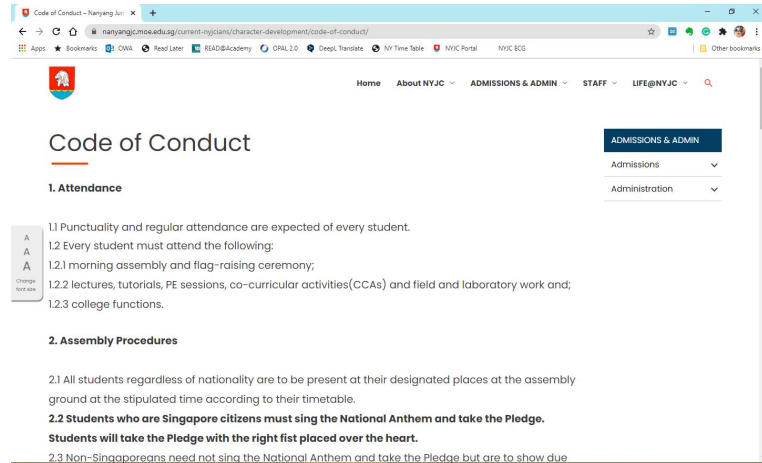 Code of Conduct – Nanyang Jun
nanyangjc.moe.edu.sg/current-nyjcians/character-development/code-of-conduct/
Apps Bookmarks OWA Read Later READ@Academy OPAL 2.0 DeepL Translate NY Time Table NYJC Portal NYJC ECG Other bookmarks
Home About NYJC ADMISSIONS & ADMIN STAFF LIFE@NYJC
Code of Conduct
ADMISSIONS & ADMIN
Admissions
Administration
1. Attendance
1.1 Punctuality and regular attendance are expected of every student.
1.2 Every student must attend the following:
1.2.1 morning assembly and flag-raising ceremony;
1.2.2 lectures, tutorials, PE sessions, co-curricular activities(CCAs) and field and laboratory work and;
1.2.3 college functions.
A
A
A
Change
font size
2. Assembly Procedures
2.1 All students regardless of nationality are to be present at their designated places at the assembly
ground at the stipulated time according to their timetable.
2.2 Students who are Singapore citizens must sing the National Anthem and take the Pledge.
Students will take the Pledge with the right fist placed over the heart.
2.3 Non-Singaporeans need not sing the National Anthem and take the Pledge but are to show due